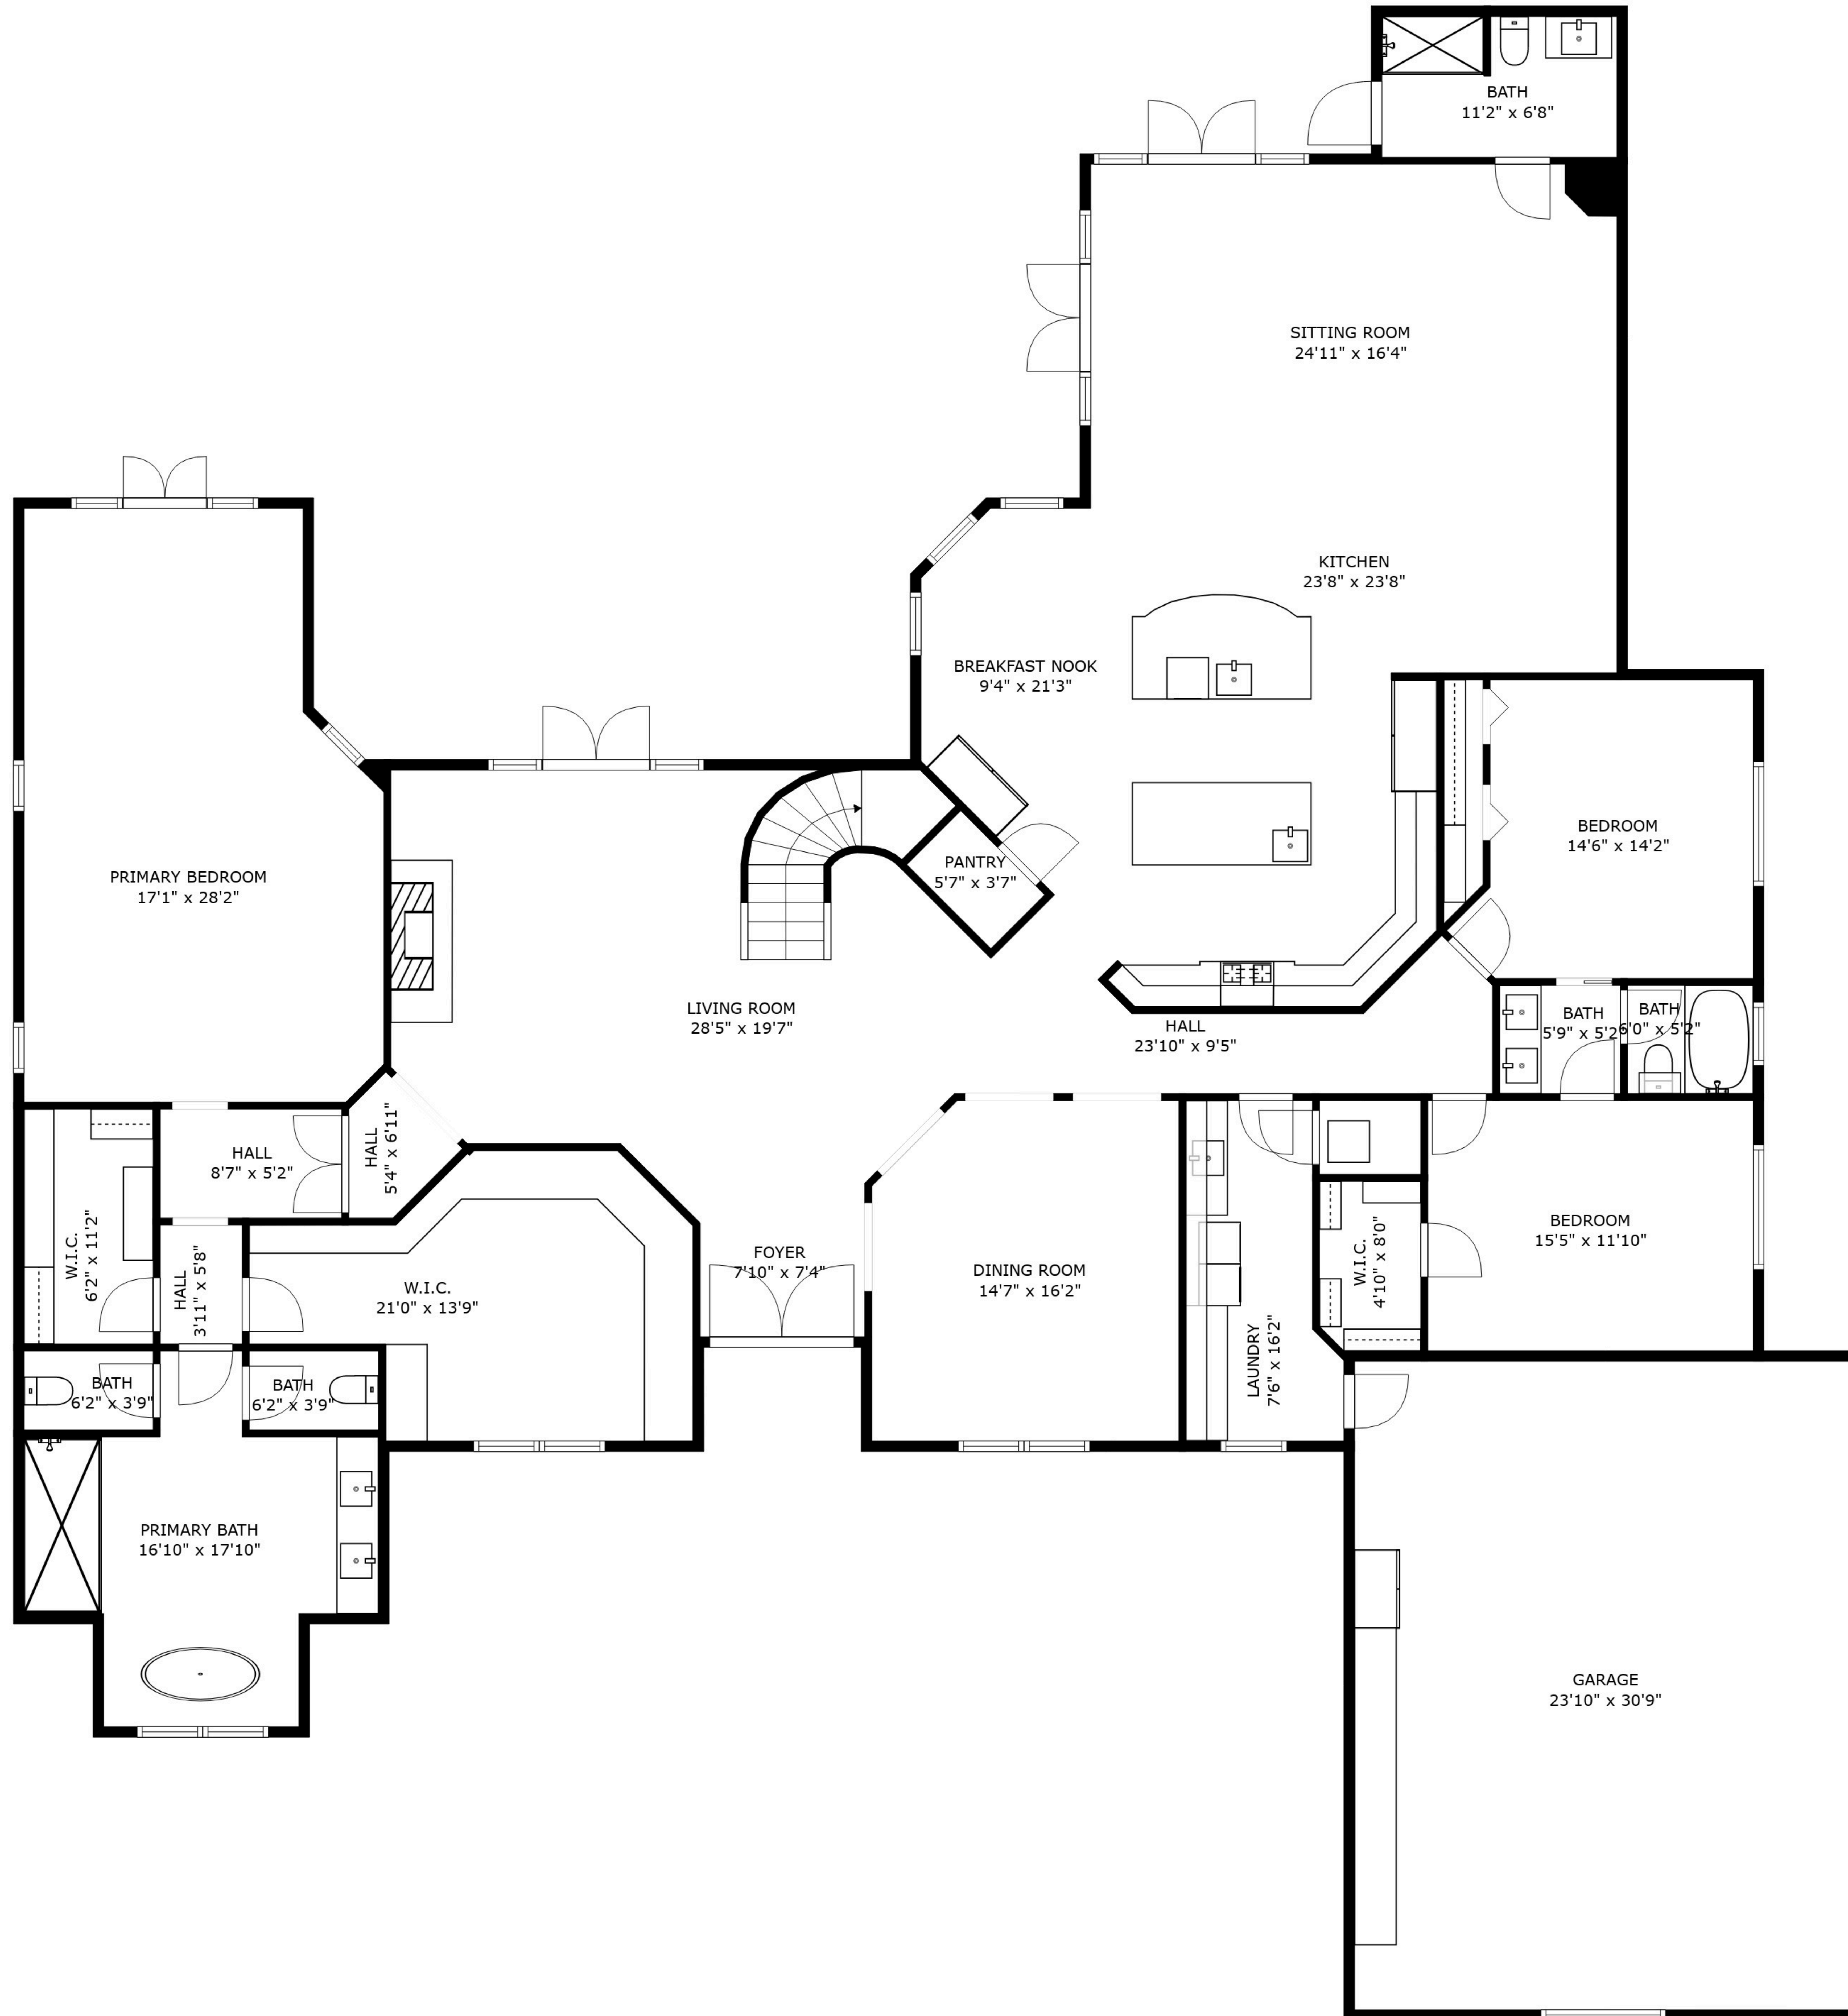 BATH
11'2" x 6'8"
SITTING ROOM
24'11" x 16'4"
KITCHEN
23'8" x 23'8"
BREAKFAST NOOK
9'4" x 21'3"
BEDROOM
14'6" x 14'2"
PANTRY
5'7" x 3'7"
PRIMARY BEDROOM
17'1" x 28'2"
LIVING ROOM
28'5" x 19'7"
HALL
23'10" x 9'5"
BATH
5'9" x 5'2"
BATH
6'0" x 5'2"
HALL
8'7" x 5'2"
HALL
5'4" x 6'11"
W.I.C.
6'2" x 11'2"
HALL
3'11" x 5'8"
W.I.C.
21'0" x 13'9"
FOYER
7'10" x 7'4"
DINING ROOM
14'7" x 16'2"
LAUNDRY
7'6" x 16'2"
W.I.C.
4'10" x 8'0"
BEDROOM
15'5" x 11'10"
BATH
6'2" x 3'9"
BATH
6'2" x 3'9"
PRIMARY BATH
16'10" x 17'10"
GARAGE
23'10" x 30'9"